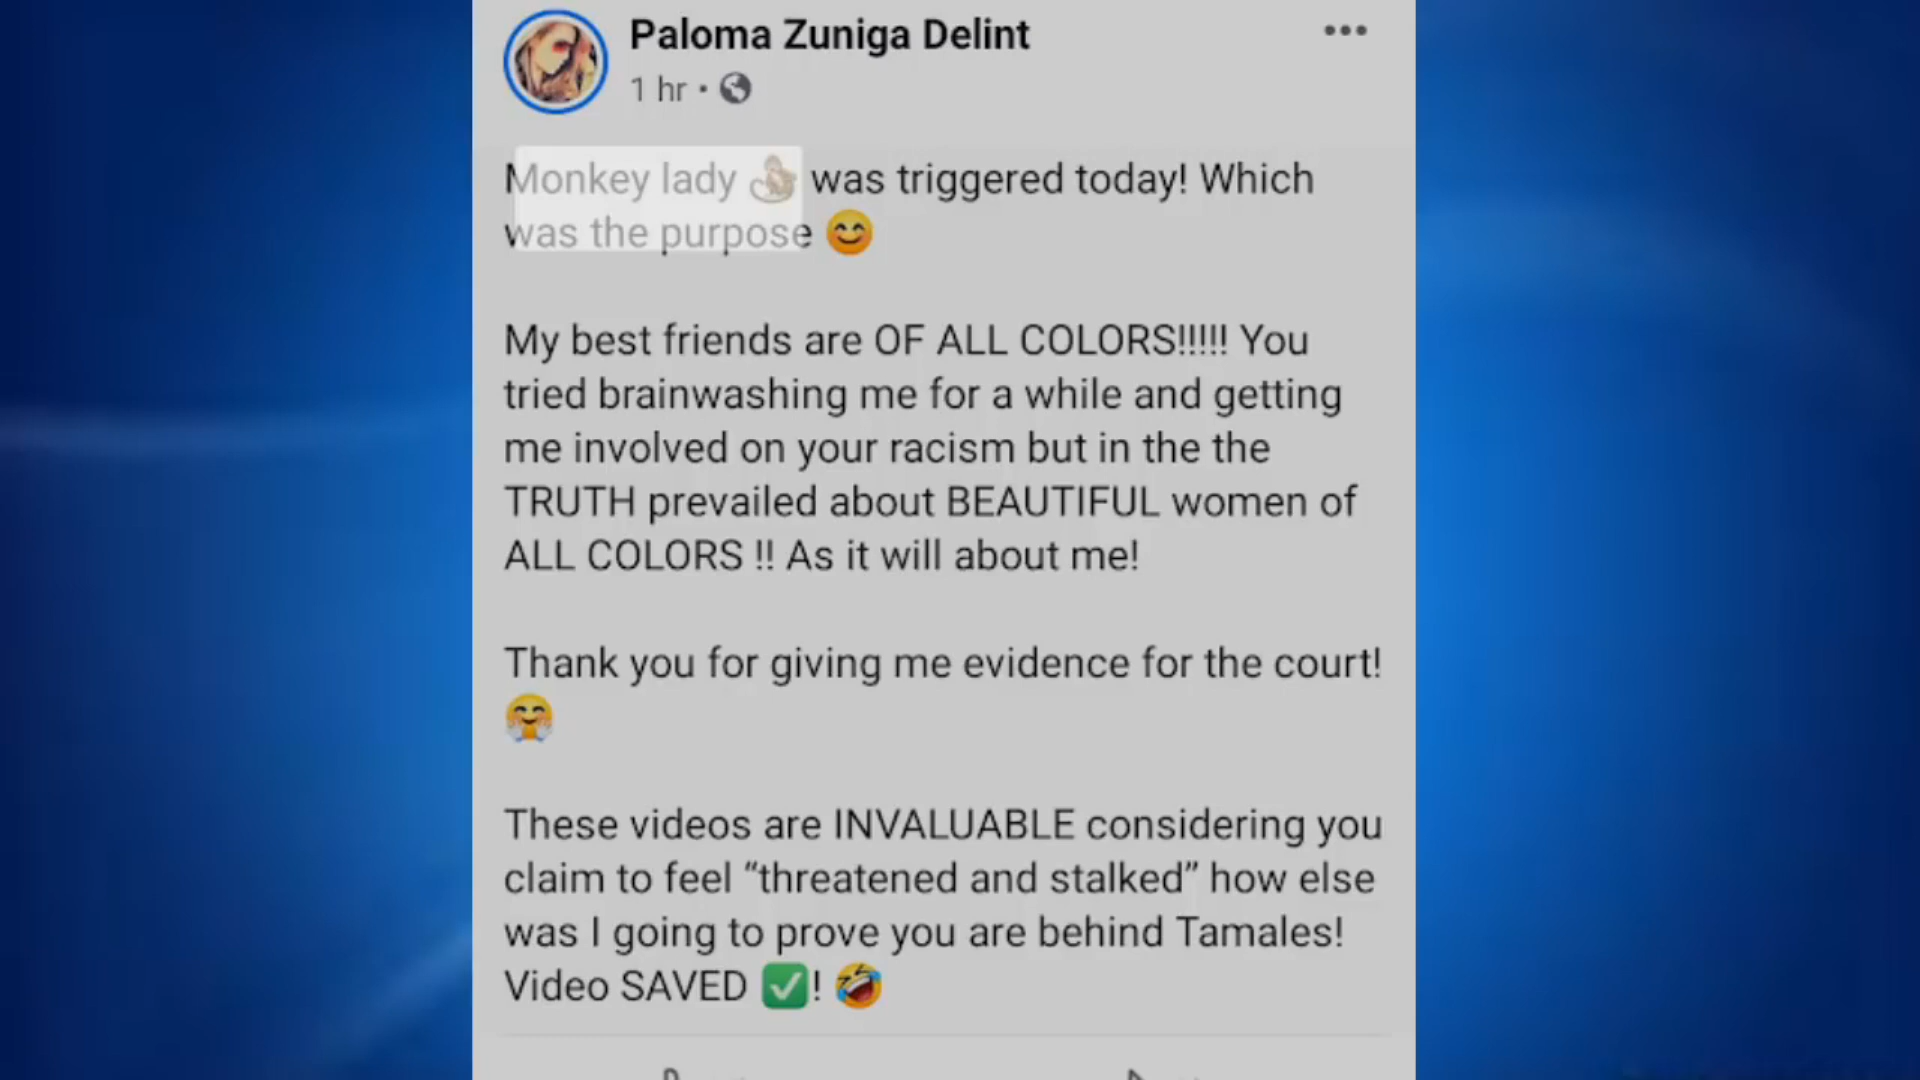 Paloma Zuniga Delint
1 hr •
Monkey lady 🐒 was triggered today! Which
was the purpose 😊
My best friends are OF ALL COLORS!!!!! You
tried brainwashing me for a while and getting
me involved on your racism but in the the
TRUTH prevailed about BEAUTIFUL women of
ALL COLORS !! As it will about me!
Thank you for giving me evidence for the court!
🤗
These videos are INVALUABLE considering you
claim to feel “threatened and stalked” how else
was I going to prove you are behind Tamales!
Video SAVED ✅! 🤣